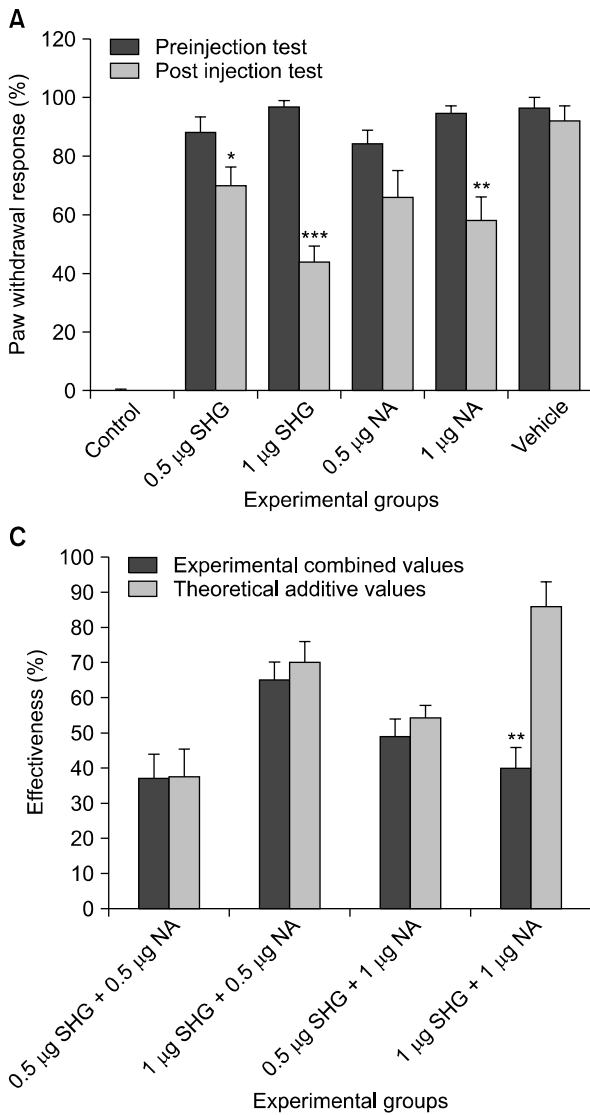 A
120
100
80
60
40
20
0
Paw withdrawal response (%)
Preinjection test
Post injection test
*
***
**
Control
0.5 μg SHG
1 μg SHG
0.5 μg NA
1 μg NA
Vehicle
Experimental groups
C
100
90
80
70
60
50
40
30
20
10
0
Effectiveness (%)
Experimental combined values
Theoretical additive values
**
0.5 μg SHG + 0.5 μg NA
1 μg SHG + 0.5 μg NA
0.5 μg SHG + 1 μg NA
1 μg SHG + 1 μg NA
Experimental groups